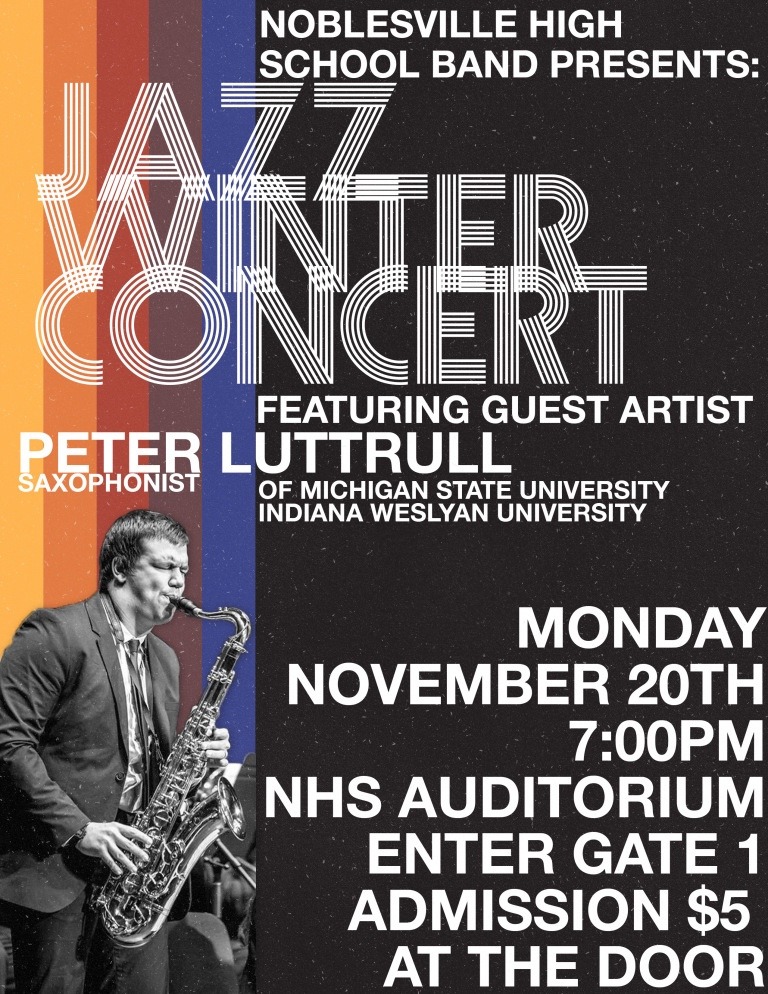 NOBLESVILLE HIGH
SCHOOL BAND PRESENTS:
JAZZ
WINTER
CONCERT
FEATURING GUEST ARTIST
PETER LUTTRULL
SAXOPHONIST
OF MICHIGAN STATE UNIVERSITY
INDIANA WESLYAN UNIVERSITY
MONDAY
NOVEMBER 20TH
7:00PM
NHS AUDITORIUM
ENTER GATE 1
ADMISSION $5
AT THE DOOR